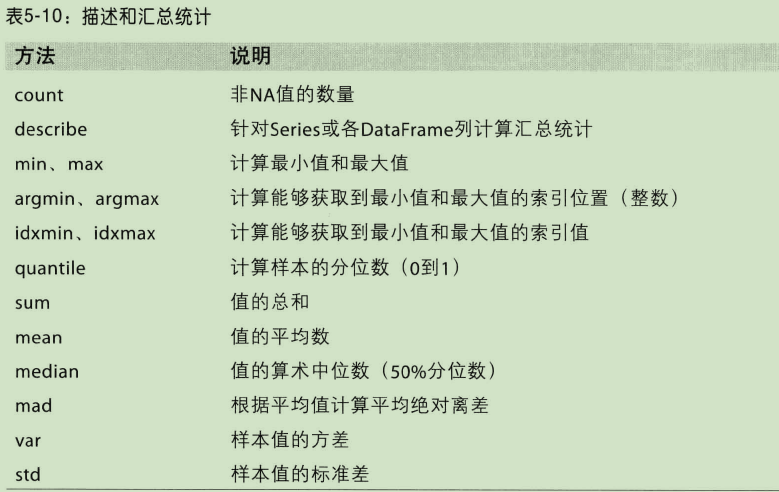 表5-10：描述和汇总统计
方法 说明
count 非NA值的数量
describe 针对Series或各DataFrame列计算汇总统计
min、max 计算最小值和最大值
argmin、argmax 计算能够获取到最小值和最大值的索引位置（整数）
idxmin、idxmax 计算能够获取到最小值和最大值的索引值
quantile 计算样本的分位数（0到1）
sum 值的总和
mean 值的平均数
median 值的算术中位数（50%分位数）
mad 根据平均值计算平均绝对离差
var 样本值的方差
std 样本值的标准差